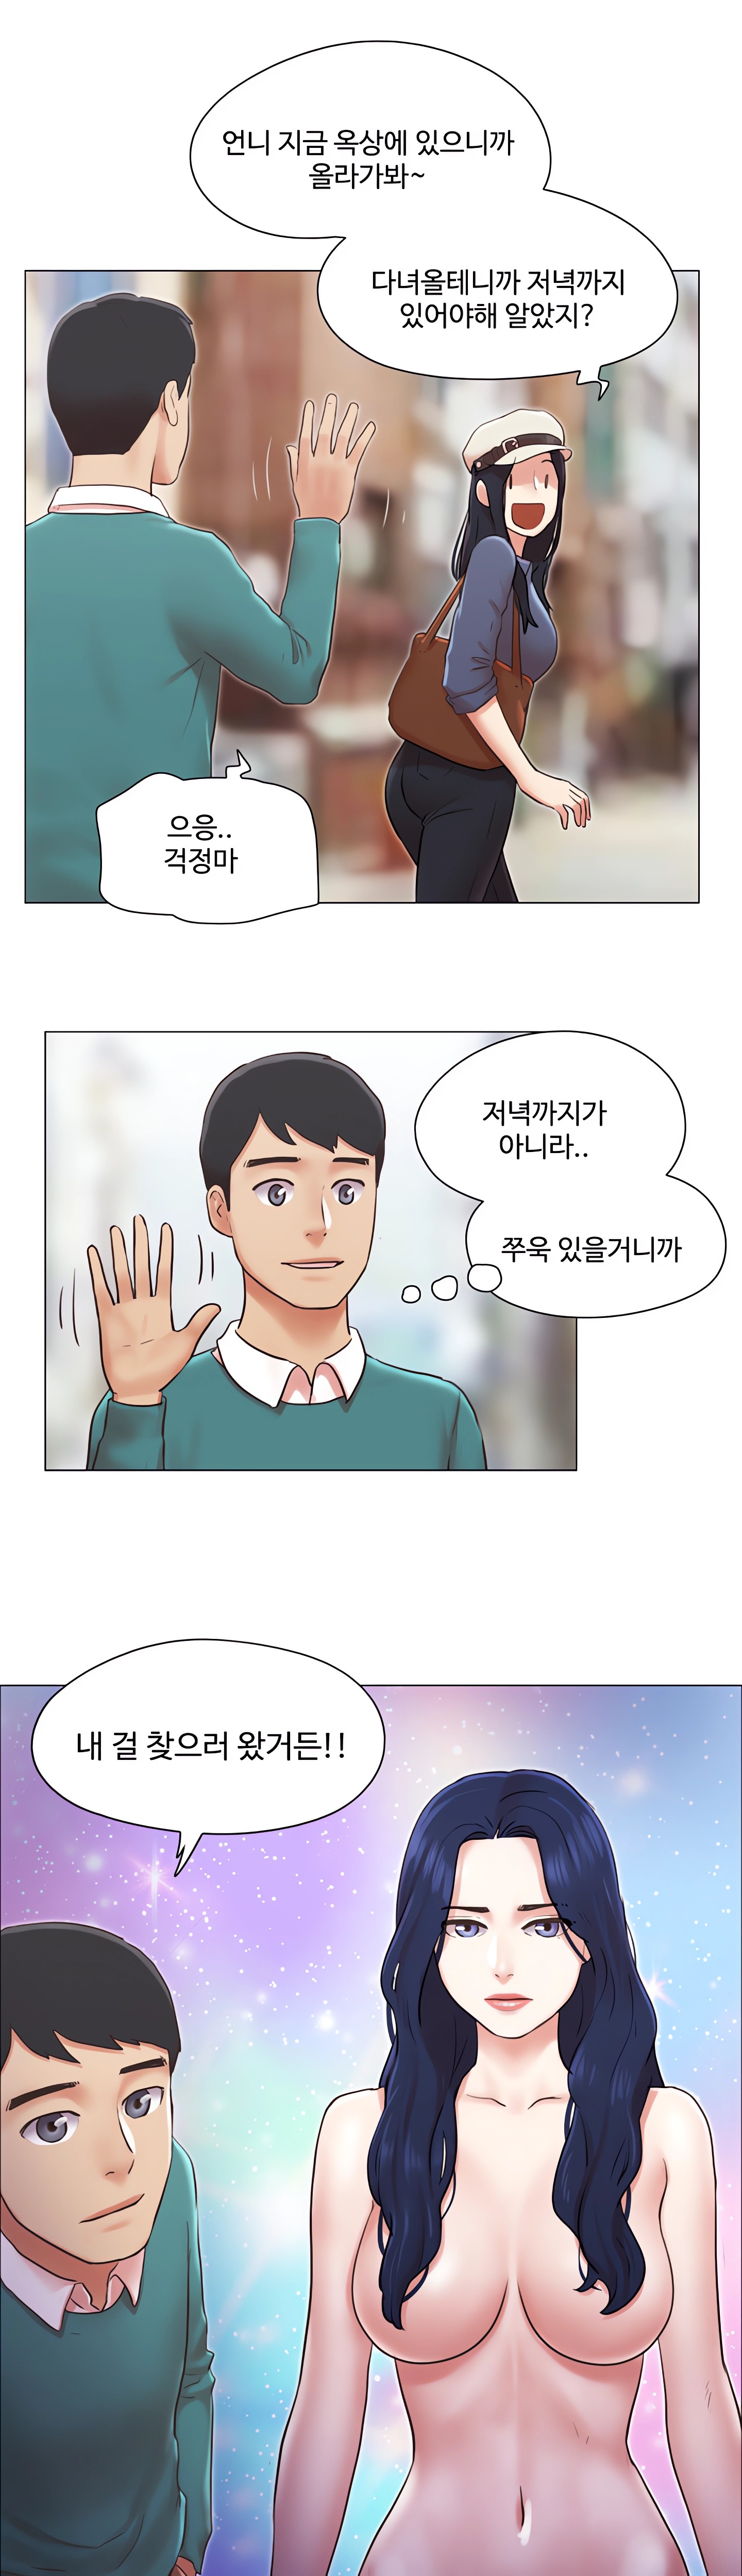 언니 지금 옥상에 있으니까
올라가봐~
다녀올테니까 저녁까지
있어야해 알았지?
으응..
걱정마
저녁까지가
아니라..
쭈욱 있을거니까
내 걸 찾으러 왔거든!!